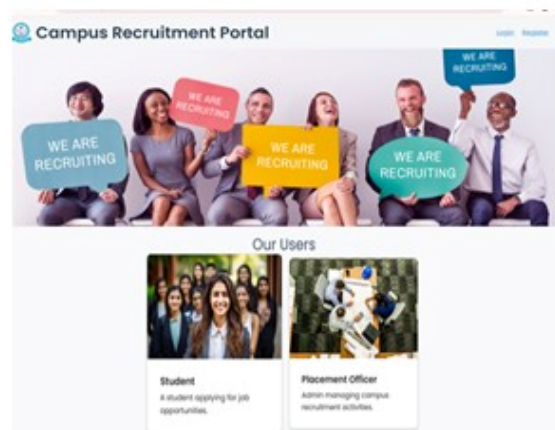 Campus Recruitment Portal
Login Register
WE ARE
RECRUITING
WE ARE
RECRUITING
WE ARE
RECRUITING
WE ARE
RECRUITING
WE ARE
RECRUITING
Our Users
Student
A student applying for job
opportunities.
Placement Officer
Admin managing campus
recruitment activities.